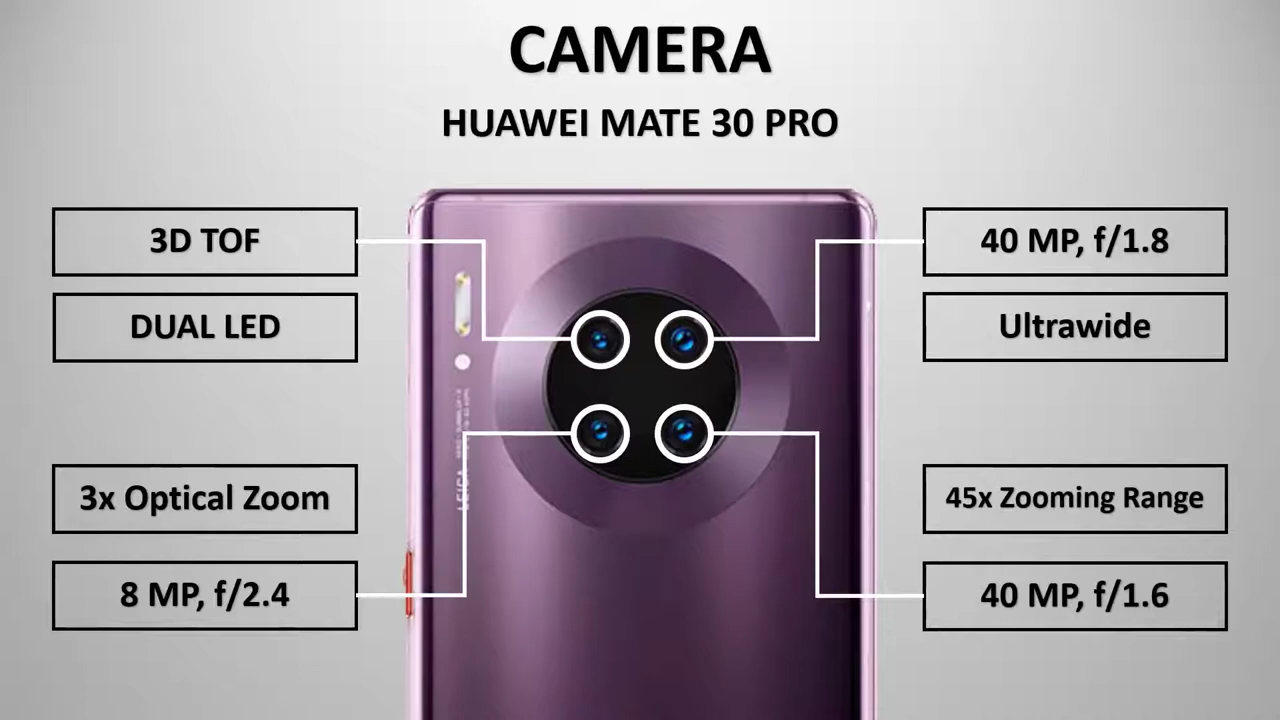 CAMERA
HUAWEI MATE 30 PRO
3D TOF
DUAL LED
40 MP, f/1.8
Ultrawide
3x Optical Zoom
8 MP, f/2.4
45x Zooming Range
40 MP, f/1.6
LEICA